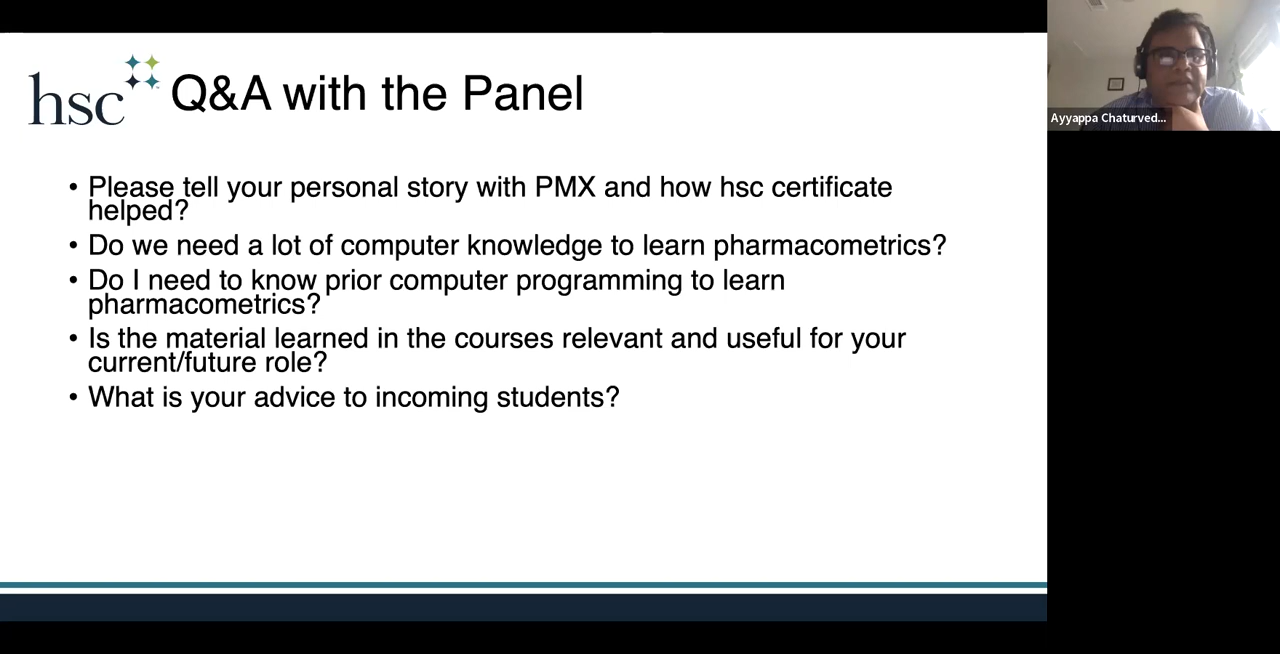 hsc Q&A with the Panel
• Please tell your personal story with PMX and how hsc certificate
helped?
• Do we need a lot of computer knowledge to learn pharmacometrics?
• Do I need to know prior computer programming to learn
pharmacometrics?
• Is the material learned in the courses relevant and useful for your
current/future role?
• What is your advice to incoming students?
Ayyappa Chaturved...